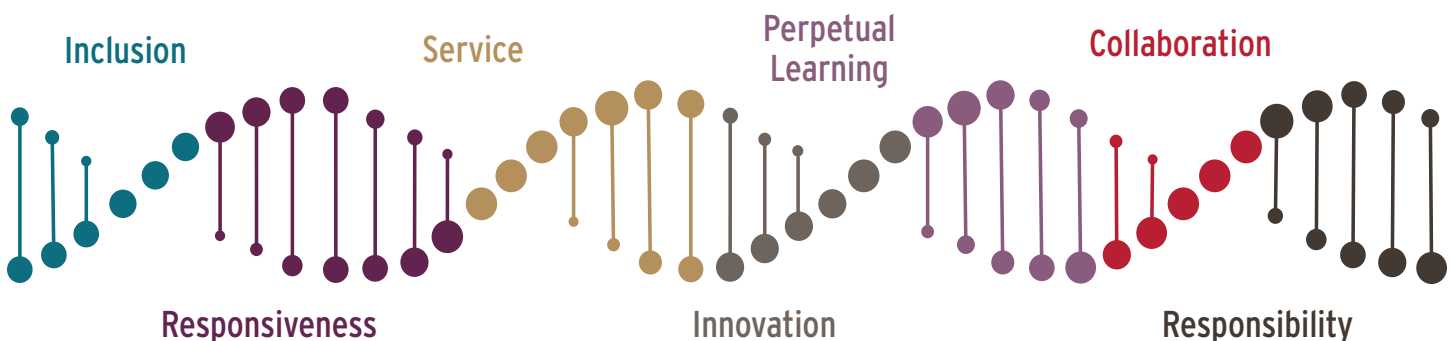 Inclusion
Service
Perpetual
Learning
Collaboration
Responsiveness
Innovation
Responsibility